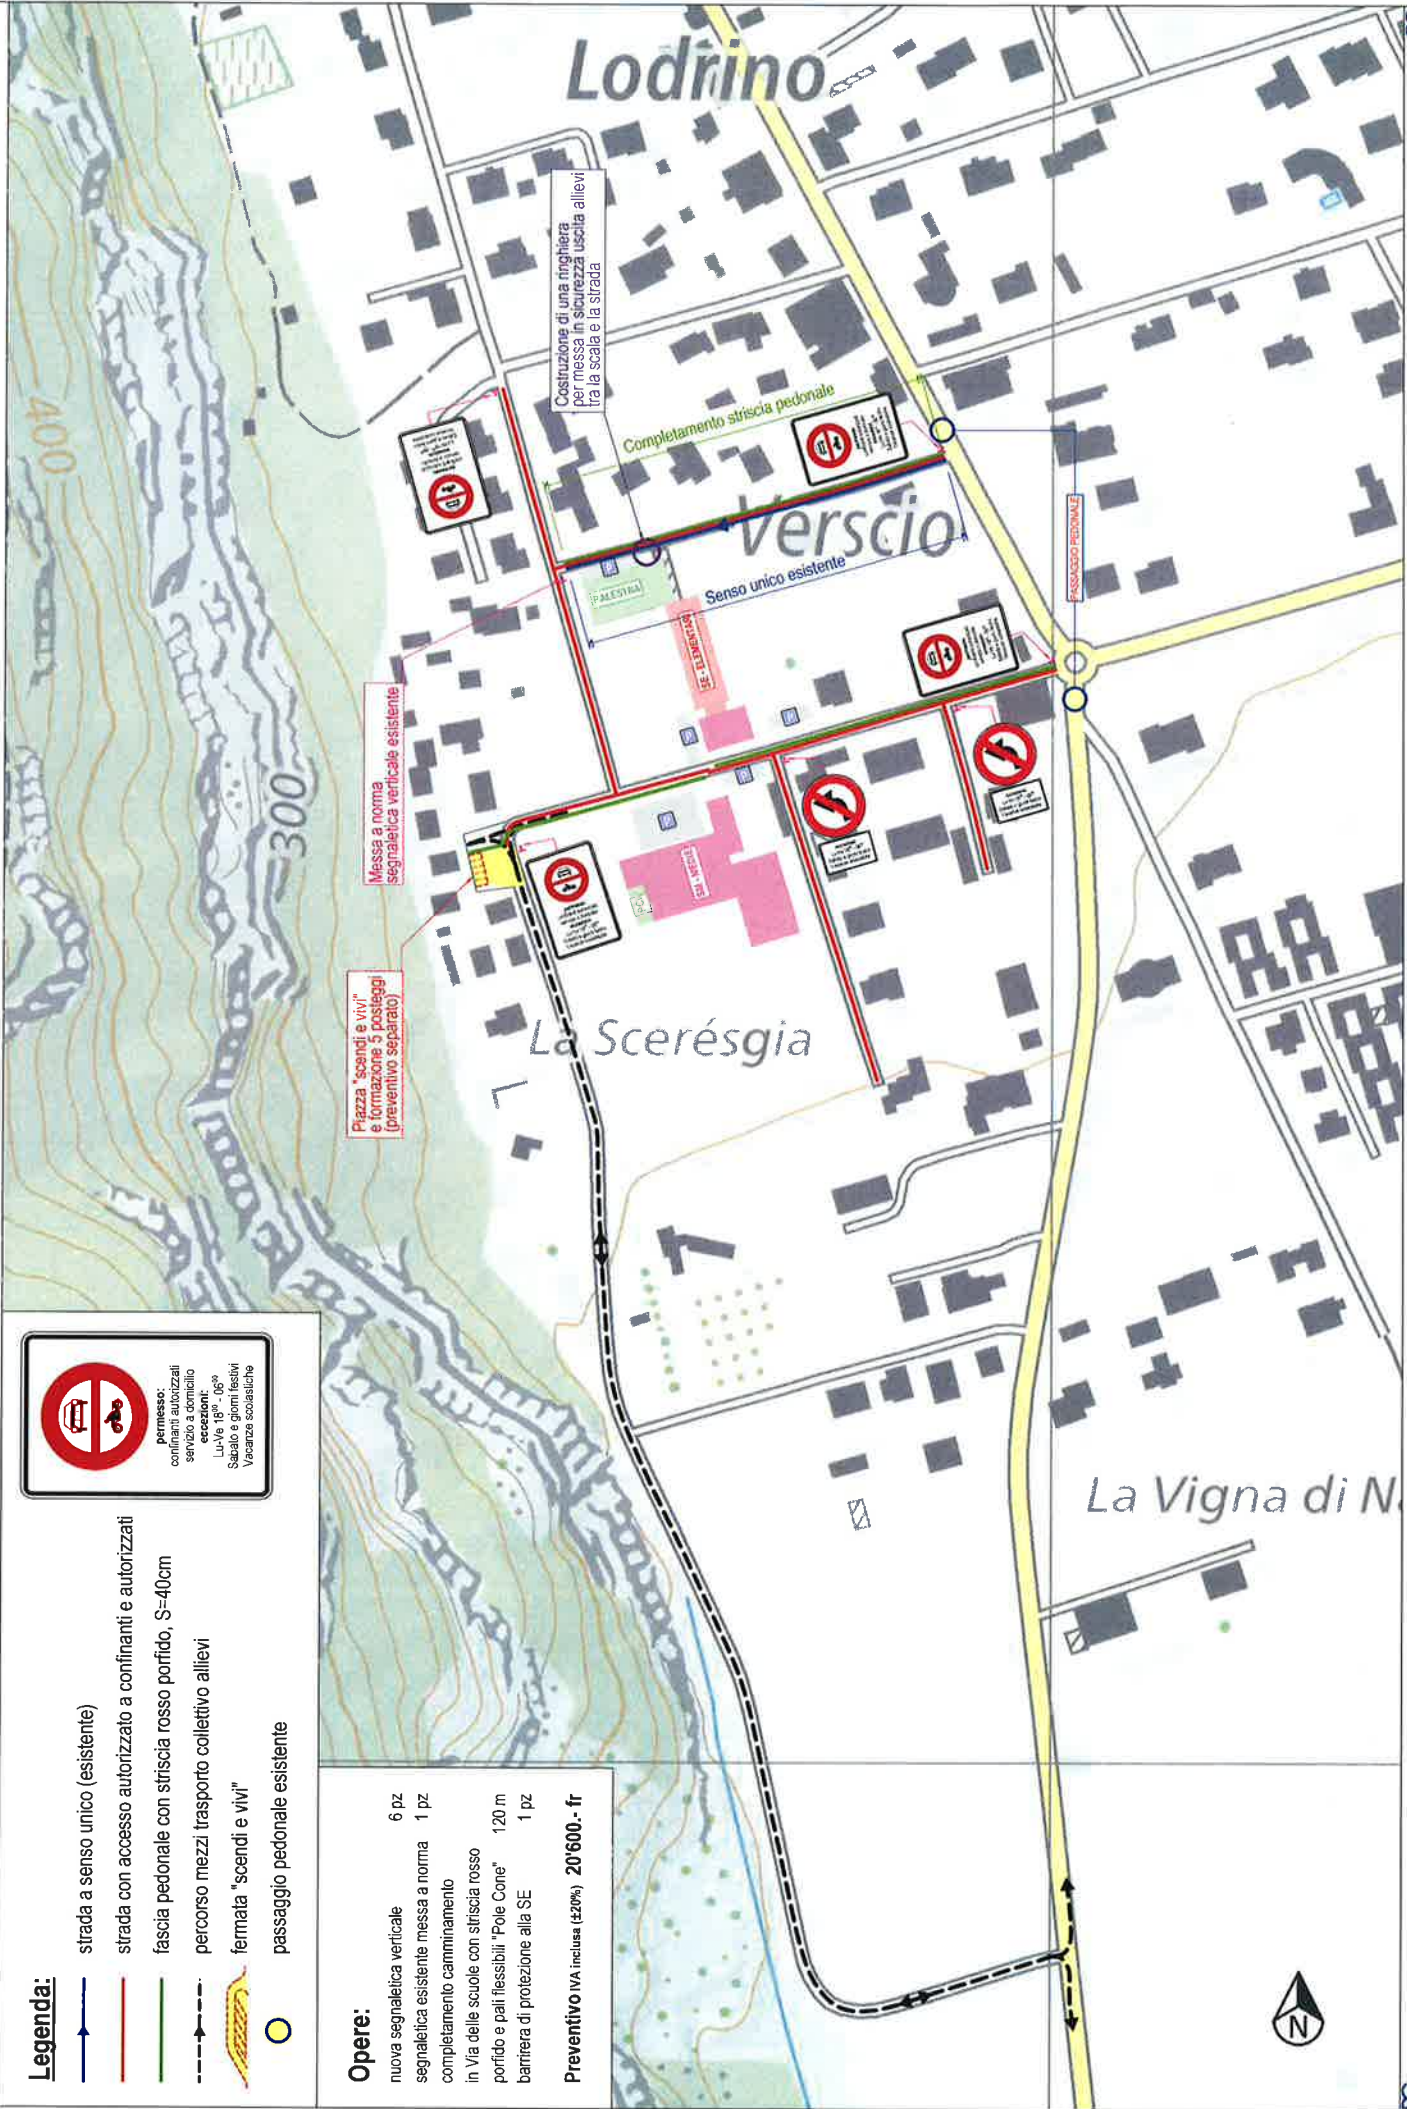 Legenda:
strada a senso unico (esistente)
strada con accesso autorizzato a confinanti e autorizzati
fascia pedonale con striscia rosso porfido, S=40cm
percorso mezzi trasporto collettivo allievi
fermata "scendi e vivi"
passaggio pedonale esistente
permesso:
confinanti autorizzati
servizio a domicilio
eccezioni:
Lu-Ve 18⁰⁰ - 06⁰⁰
Sabato e giorni festivi
Vacanze scolastiche
Opere:
nuova segnaletica verticale 6 pz
segnaletica esistente messa a norma 1 pz
completamento camminamento
in Via delle scuole con striscia rosso
porfido e pali flessibili "Pole Cone" 120 m
barrirera di protezione alla SE 1 pz
Preventivo IVA inclusa (±20%) 20'600.- fr
Piazza "scendi e vivi"
e formazione 5 posteggi
(preventivo separato)
Messa a norma
segnaletica verticale esistente
Costruzione di una ringhiera
per messa in sicurezza uscita allievi
tra la scala e la strada
Completamento striscia pedonale
Senso unico esistente
PASSAGGIO PEDONALE
PALESTRA
SE - ELEMENTARI
SM - MEDIE
PCi
P
P
P
P
P
Lodrino
Verscio
La Scerésgia
La Vigna di N
400
300
N